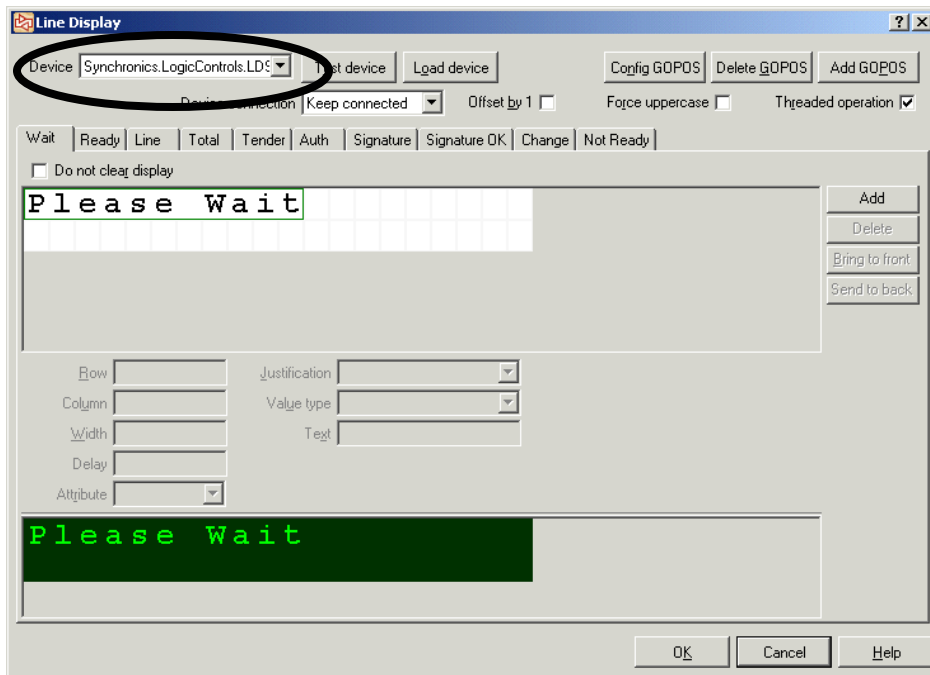 Line Display
Device Synchronics.LogicControls.LDS Test device Load device Config GOPOS Delete GOPOS Add GOPOS
Device connection Keep connected Offset by 1 Force uppercase Threaded operation
Wait Ready Line Total Tender Auth Signature Signature OK Change Not Ready
Do not clear display
Please Wait
Add
Delete
Bring to front
Send to back
Row Justification
Column Value type
Width Text
Delay
Attribute
Please Wait
OK Cancel Help